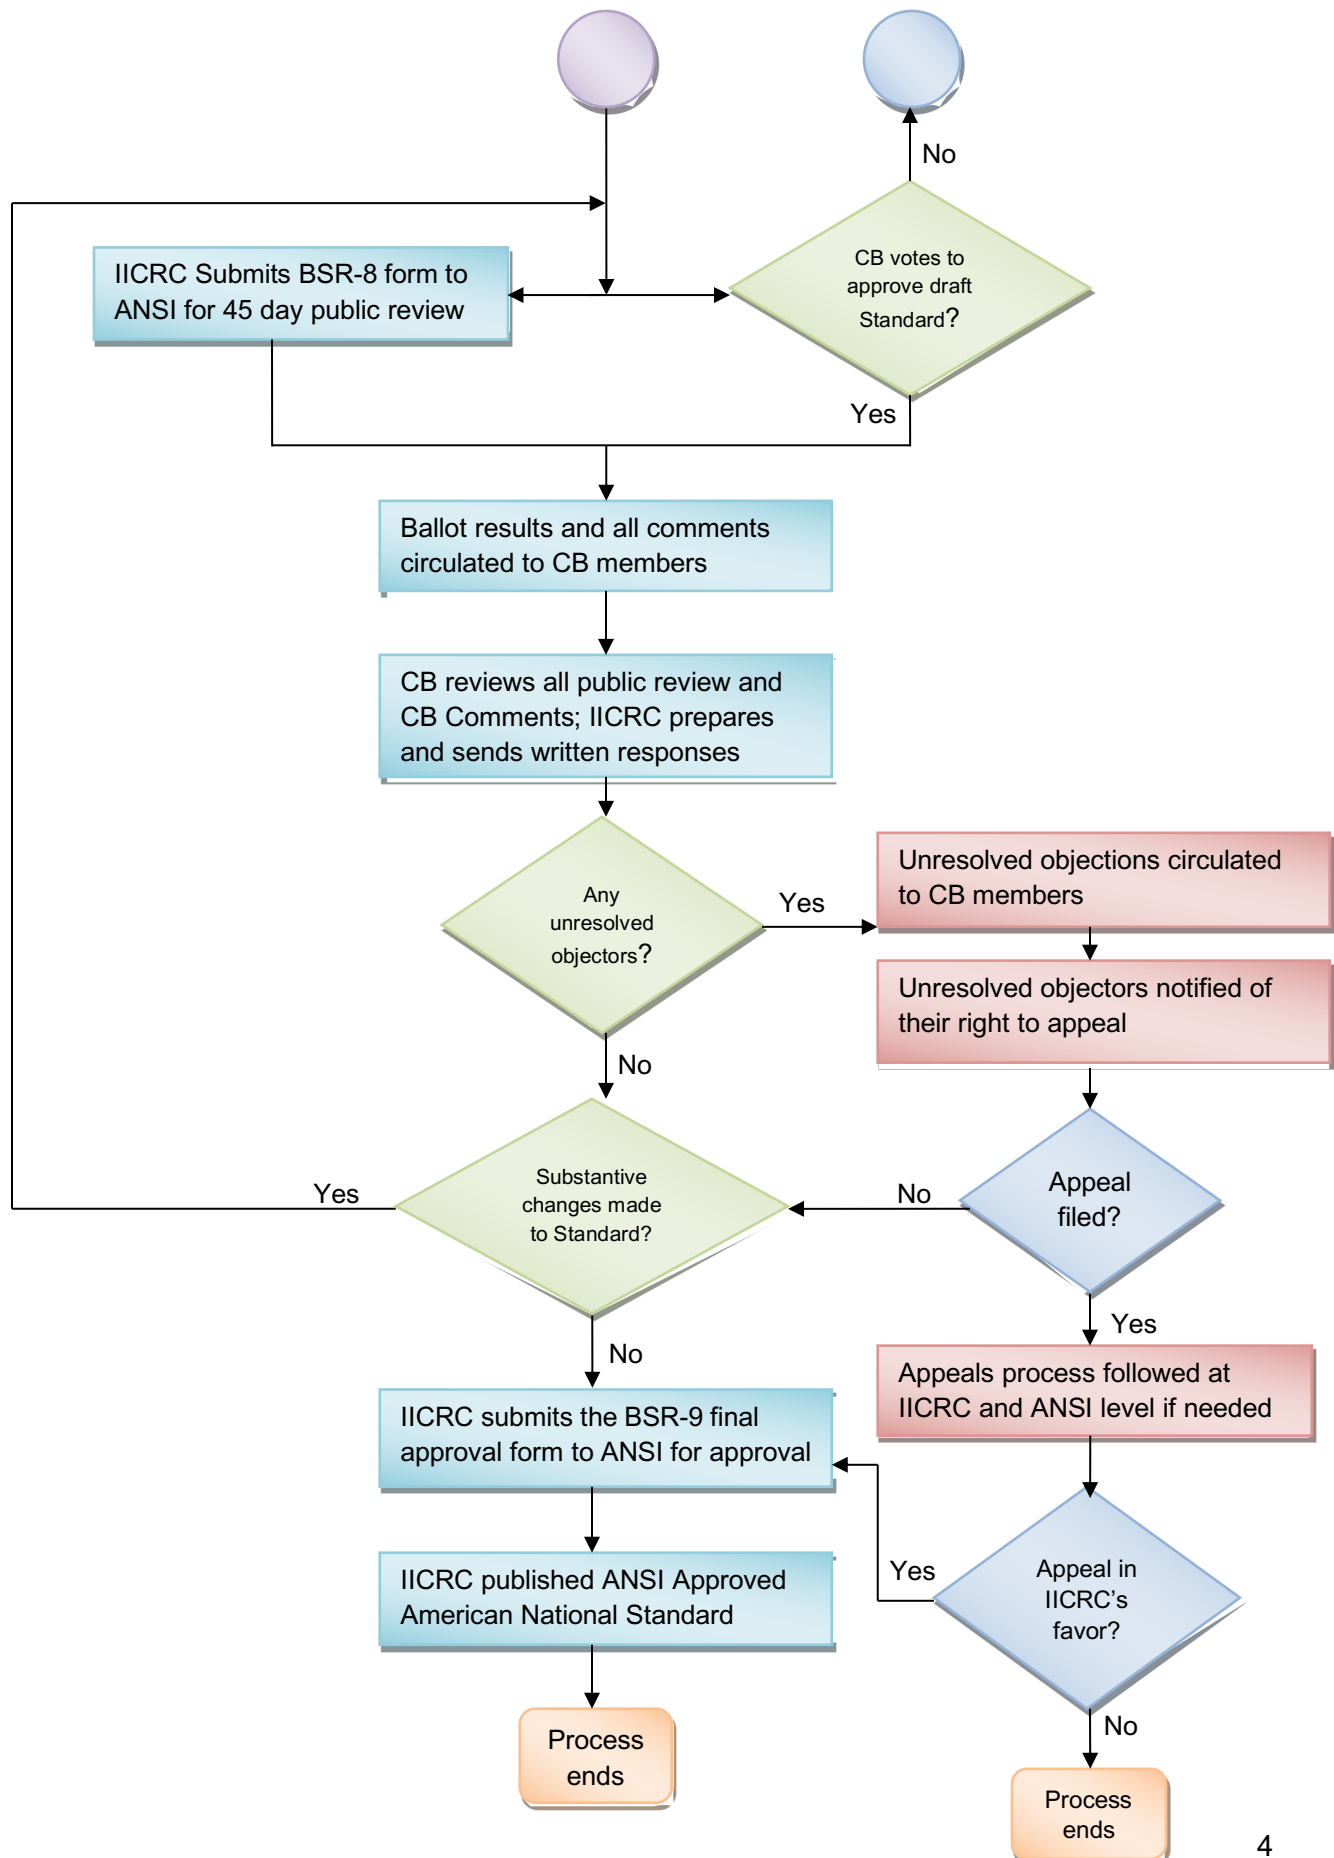 No
CB votes to
approve draft
Standard?
IICRC Submits BSR-8 form to
ANSI for 45 day public review
Yes
Ballot results and all comments
circulated to CB members
CB reviews all public review and
CB Comments; IICRC prepares
and sends written responses
Any
unresolved
objectors?
Yes
Unresolved objections circulated
to CB members
Unresolved objectors notified of
their right to appeal
No
Substantive
changes made
to Standard?
Yes
No
Appeal
filed?
Yes
No
Appeals process followed at
IICRC and ANSI level if needed
IICRC submits the BSR-9 final
approval form to ANSI for approval
Yes
Appeal in
IICRC’s
favor?
IICRC published ANSI Approved
American National Standard
No
Process
ends
Process
ends
4